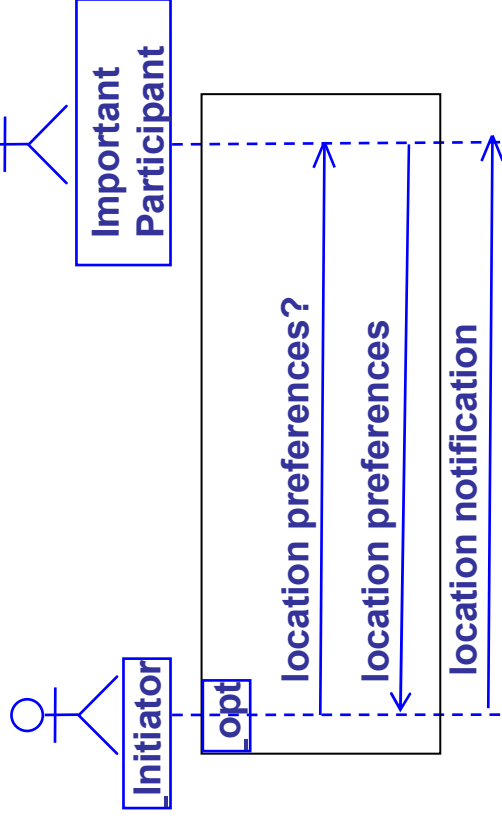 Initiator
Important
Participant
opt
location preferences?
location preferences
location notification